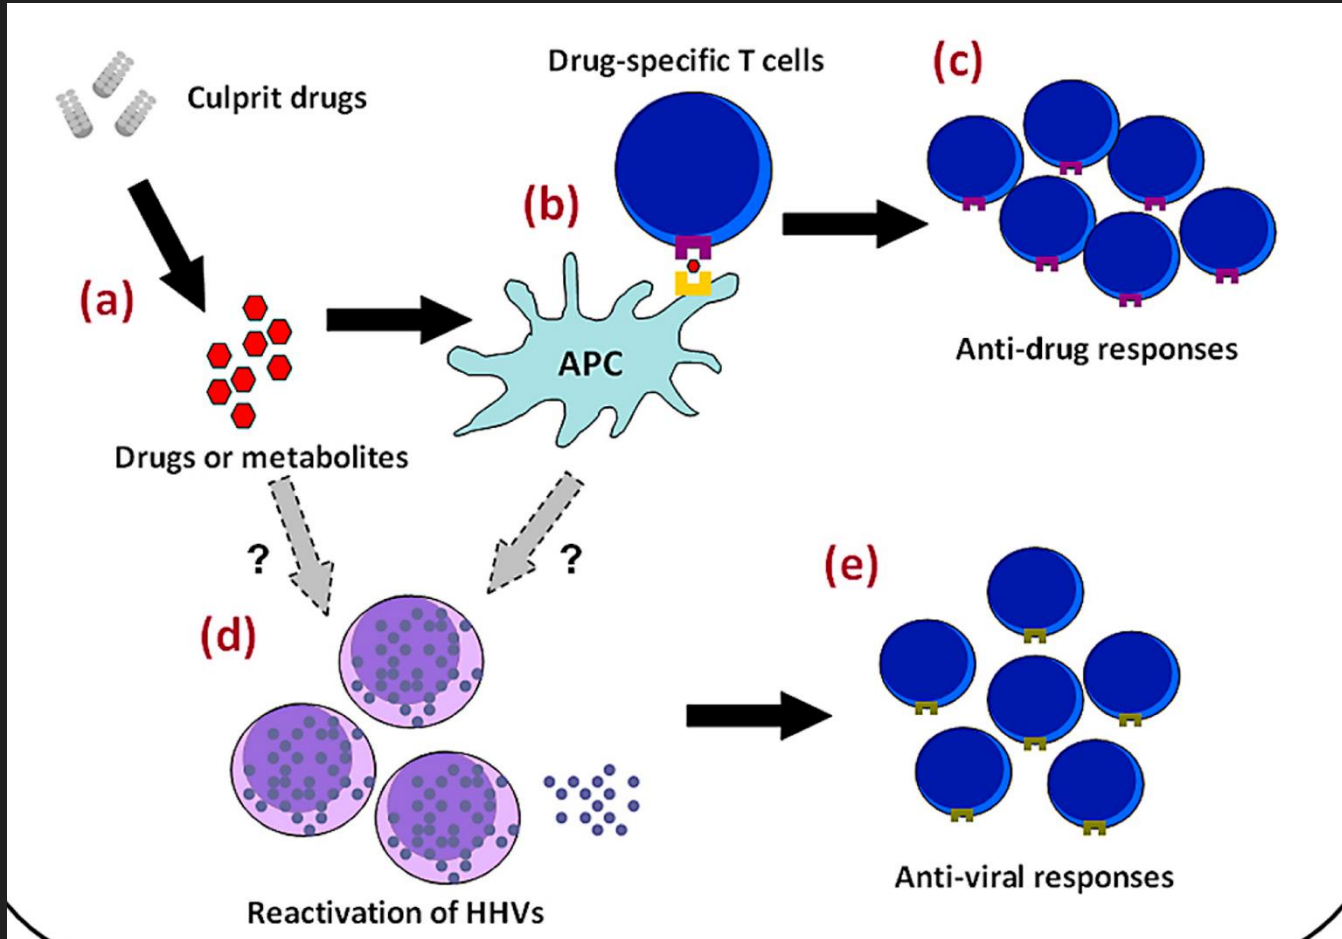 Culprit drugs
Drug-specific T cells
(c)
(b)
(a)
APC
Anti-drug responses
Drugs or metabolites
?
?
(e)
(d)
Anti-viral responses
Reactivation of HHVs